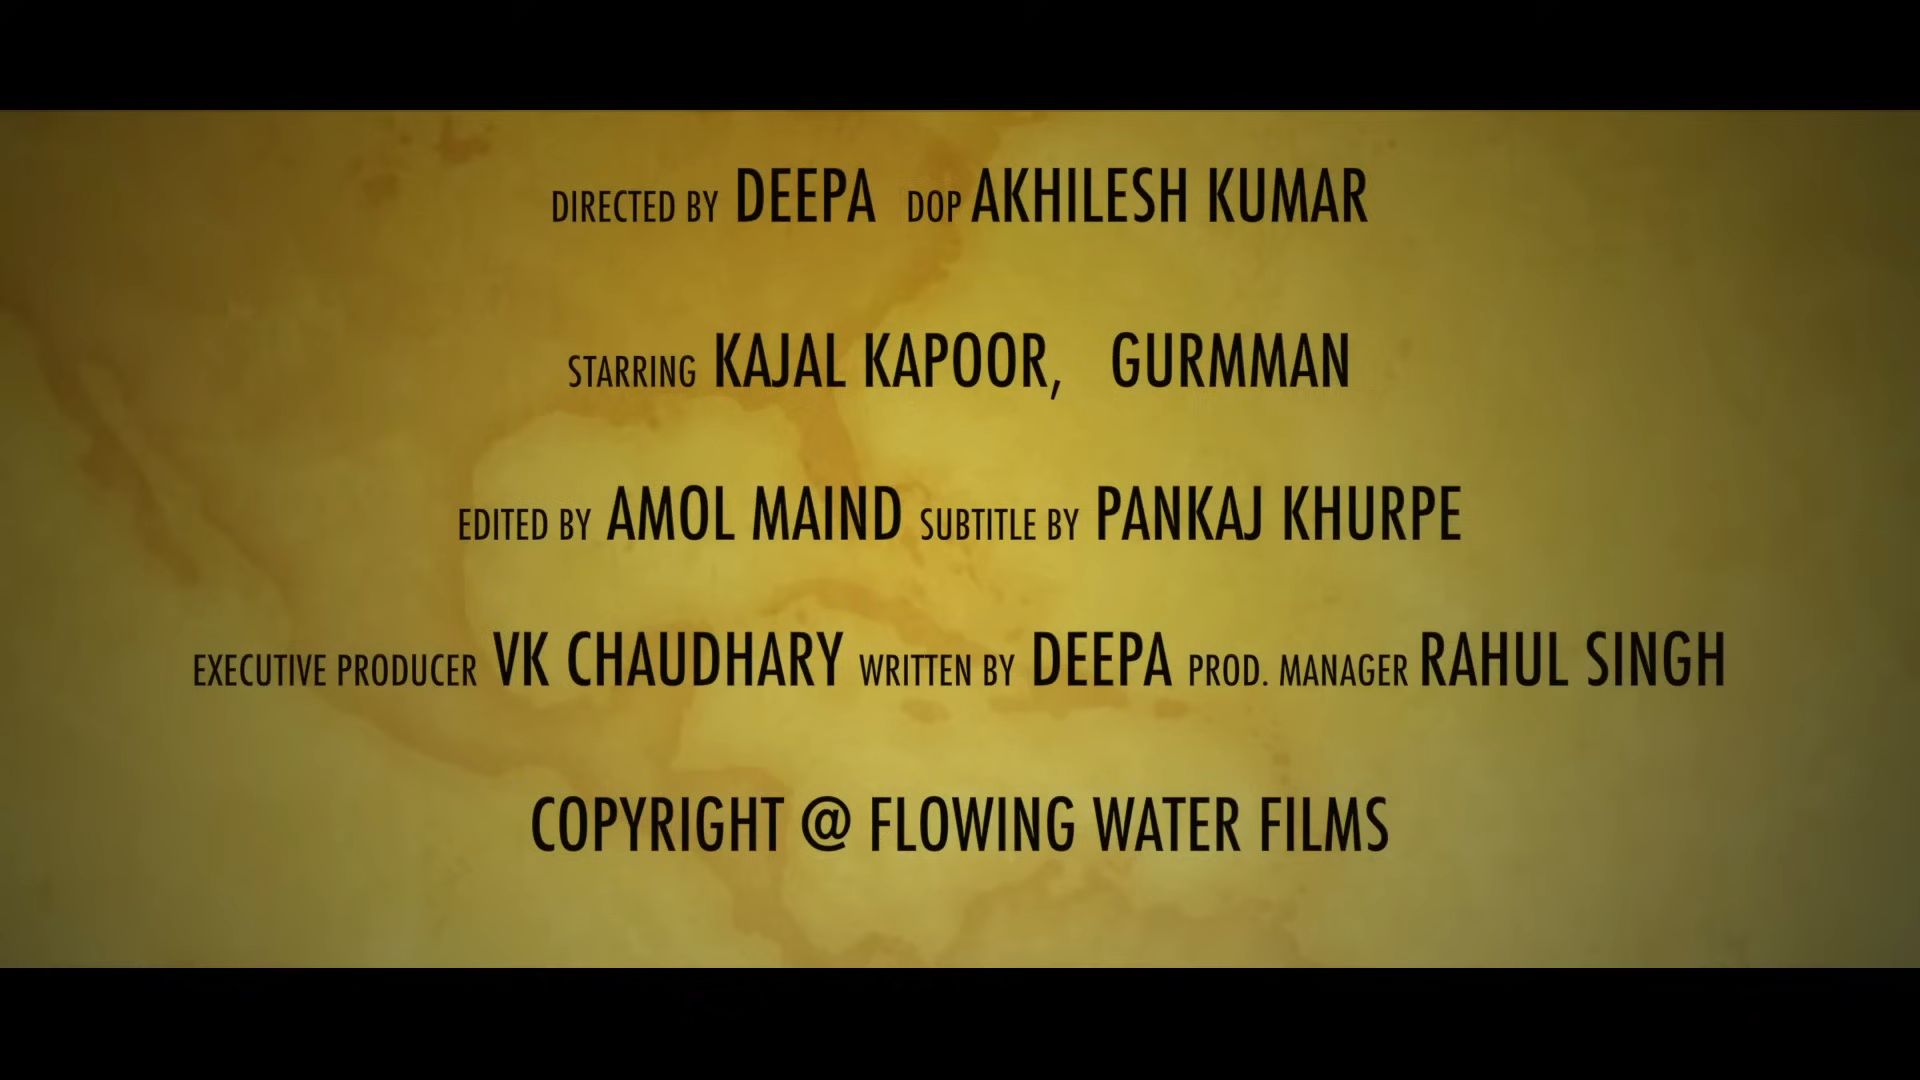 DIRECTED BY DEEPA DOP AKHILESH KUMAR
STARRING KAJAL KAPOOR, GURMMAN
EDITED BY AMOL MAIND SUBTITLE BY PANKAJ KHURPE
EXECUTIVE PRODUCER VK CHAUDHARY WRITTEN BY DEEPA PROD. MANAGER RAHUL SINGH
COPYRIGHT @ FLOWING WATER FILMS